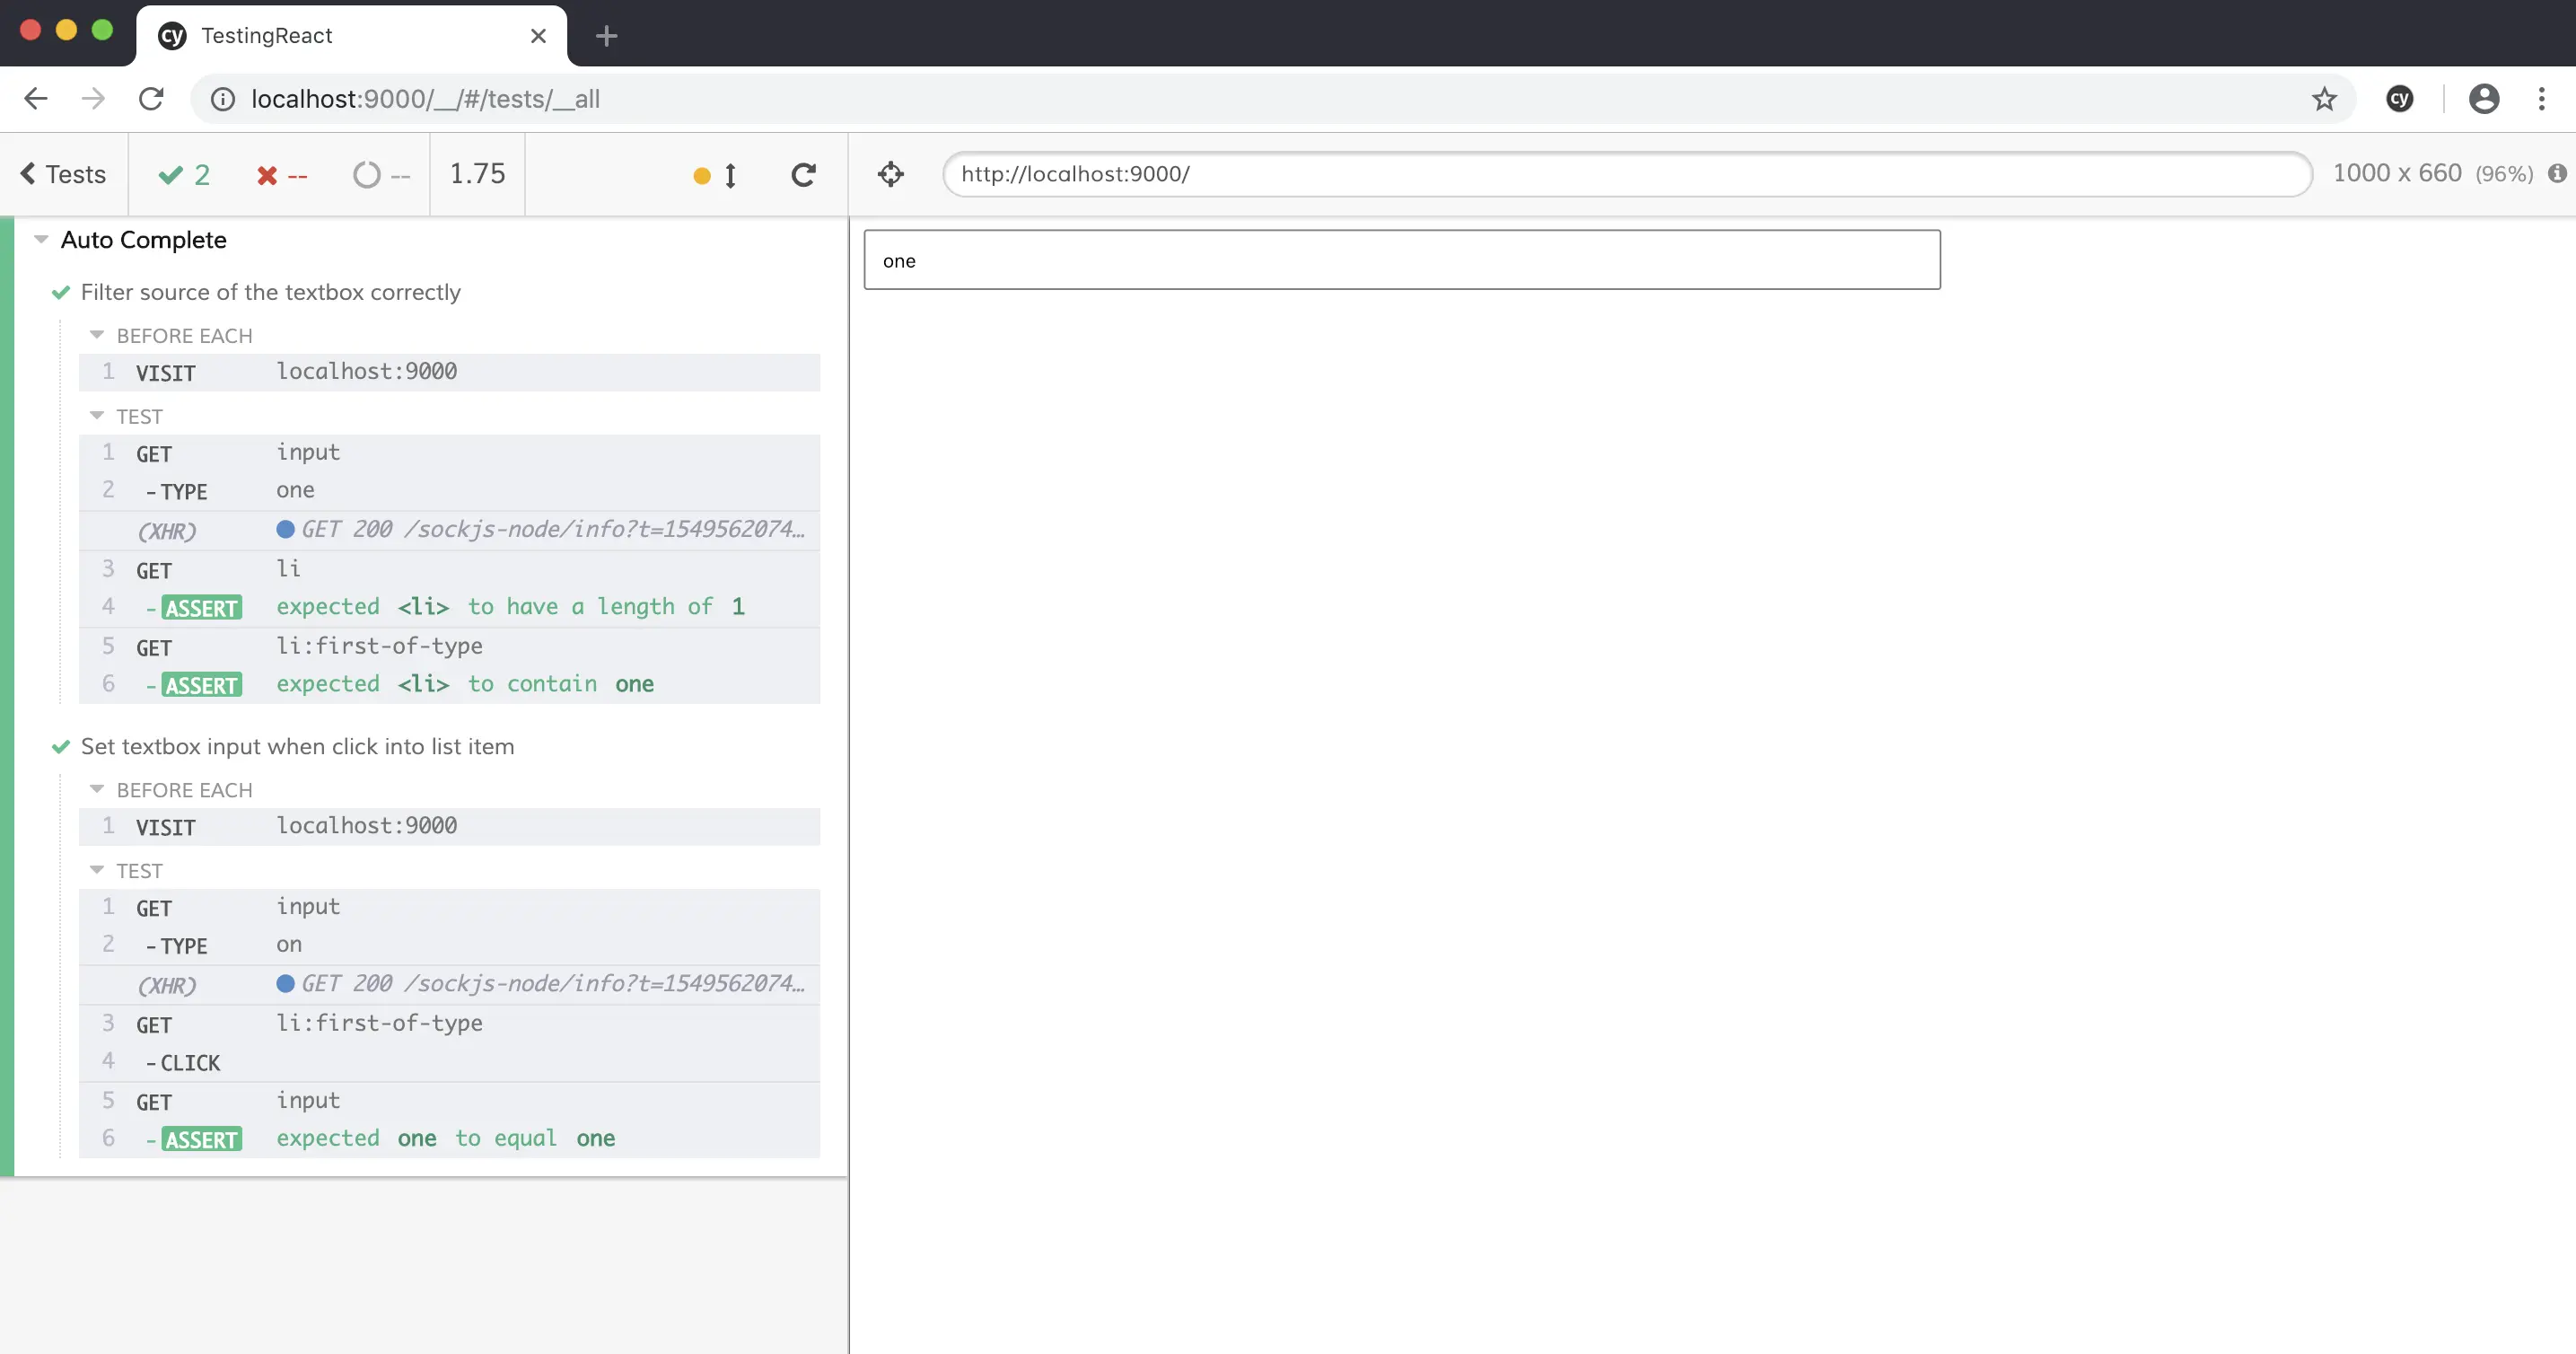 cy TestingReact
localhost:9000/__/#/tests/__all cy
Tests 2 -- -- 1.75 http://localhost:9000/ 1000 x 660 (96%)
Auto Complete
one
Filter source of the textbox correctly
BEFORE EACH
1 VISIT localhost:9000
TEST
1 GET input
2 -TYPE one
(XHR) GET 200 /sockjs-node/info?t=1549562074…
3 GET li
4 -ASSERT expected <li> to have a length of 1
5 GET li:first-of-type
6 -ASSERT expected <li> to contain one
Set textbox input when click into list item
BEFORE EACH
1 VISIT localhost:9000
TEST
1 GET input
2 -TYPE on
(XHR) GET 200 /sockjs-node/info?t=1549562074…
3 GET li:first-of-type
4 -CLICK
5 GET input
6 -ASSERT expected one to equal one